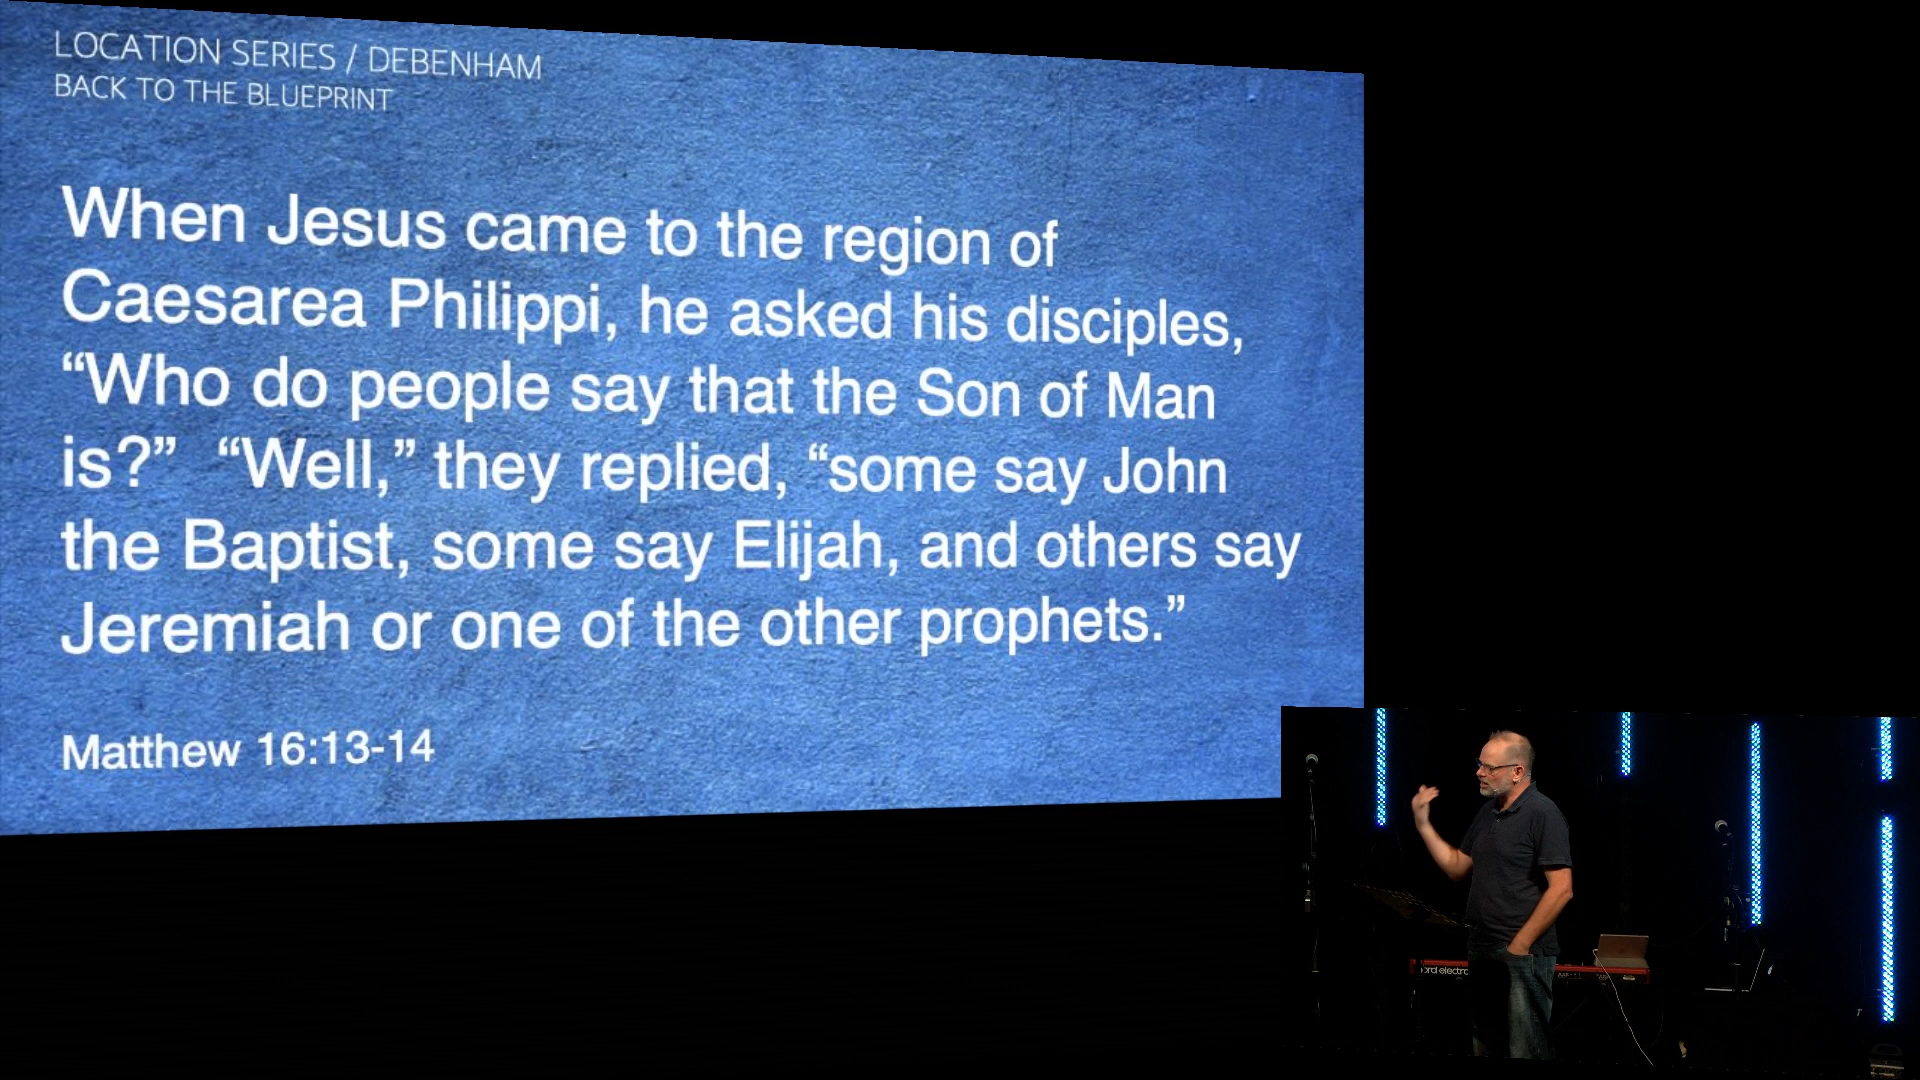 LOCATION SERIES / DEBENHAM
BACK TO THE BLUEPRINT
When Jesus came to the region of
Caesarea Philippi, he asked his disciples,
“Who do people say that the Son of Man
is?”  “Well,” they replied, “some say John
the Baptist, some say Elijah, and others say
Jeremiah or one of the other prophets.”
Matthew 16:13-14
ord electro